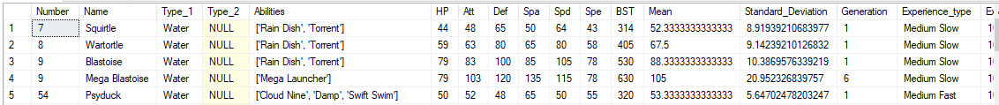 Number Name Type_1 Type_2 Abilities HP Att Def Spa Spd Spe BST Mean Standard_Deviation Generation Experience_type
1 7 Squirtle Water NULL ['Rain Dish', 'Torrent'] 44 48 65 50 64 43 314 52.3333333333333 8.91939210683977 1 Medium Slow
2 8 Wartortle Water NULL ['Rain Dish', 'Torrent'] 59 63 80 65 80 58 405 67.5 9.14239210126832 1 Medium Slow
3 9 Blastoise Water NULL ['Rain Dish', 'Torrent'] 79 83 100 85 105 78 530 88.3333333333333 10.3869576339219 1 Medium Slow
4 9 Mega Blastoise Water NULL ['Mega Launcher'] 79 103 120 135 115 78 630 105 20.952326839757 6 Medium Slow
5 54 Psyduck Water NULL ['Cloud Nine', 'Damp', 'Swift Swim'] 50 52 48 65 50 55 320 53.3333333333333 5.64702478203247 1 Medium Fast